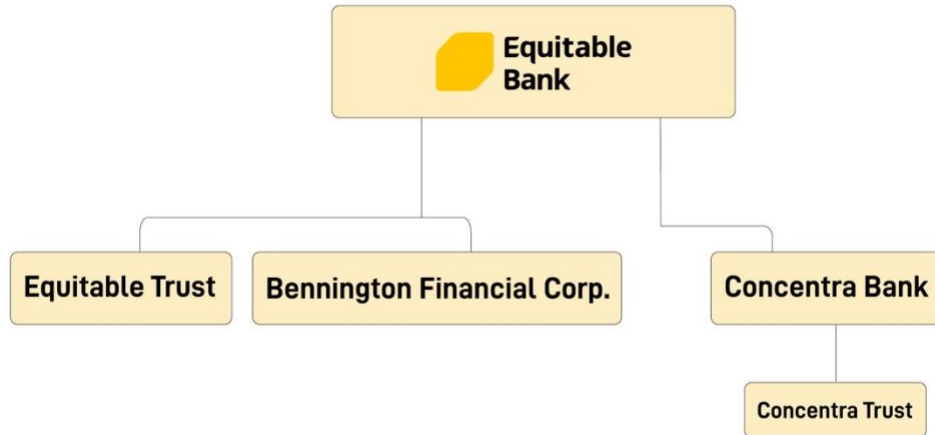 Equitable
Bank
Equitable Trust
Bennington Financial Corp.
Concentra Bank
Concentra Trust